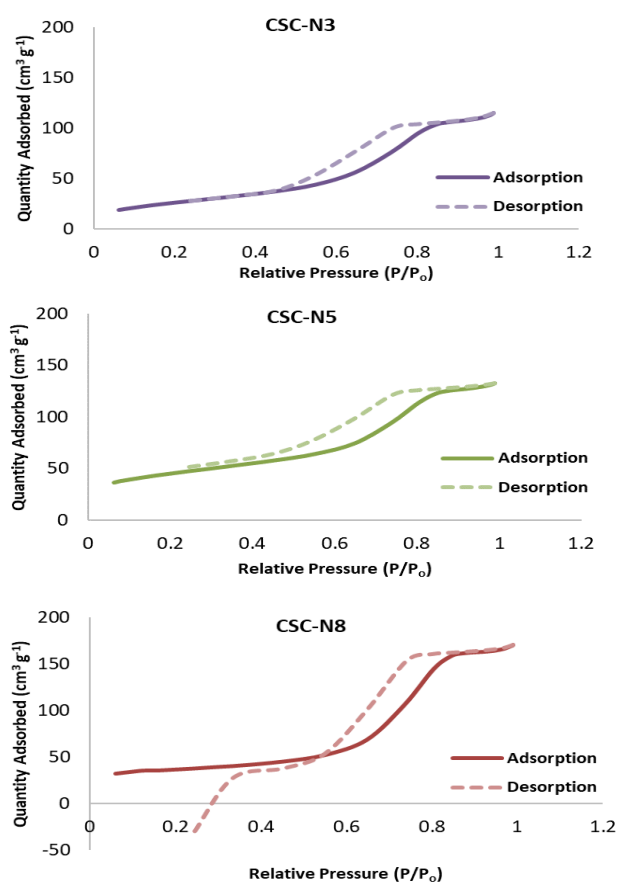 CSC-N3
Quantity Adsorbed (cm³ g⁻¹)
200
150
100
50
0
0 0.2 0.4 0.6 0.8 1 1.2
Relative Pressure (P/Pₒ)
Adsorption
Desorption
CSC-N5
Quantity Adsorbed (cm³ g⁻¹)
200
150
100
50
0
0 0.2 0.4 0.6 0.8 1 1.2
Relative Pressure (P/Pₒ)
Adsorption
Desorption
CSC-N8
Quantity Adsorbed (cm³ g⁻¹)
200
150
100
50
0
-50
0 0.2 0.4 0.6 0.8 1 1.2
Relative Pressure (P/Pₒ)
Adsorption
Desorption